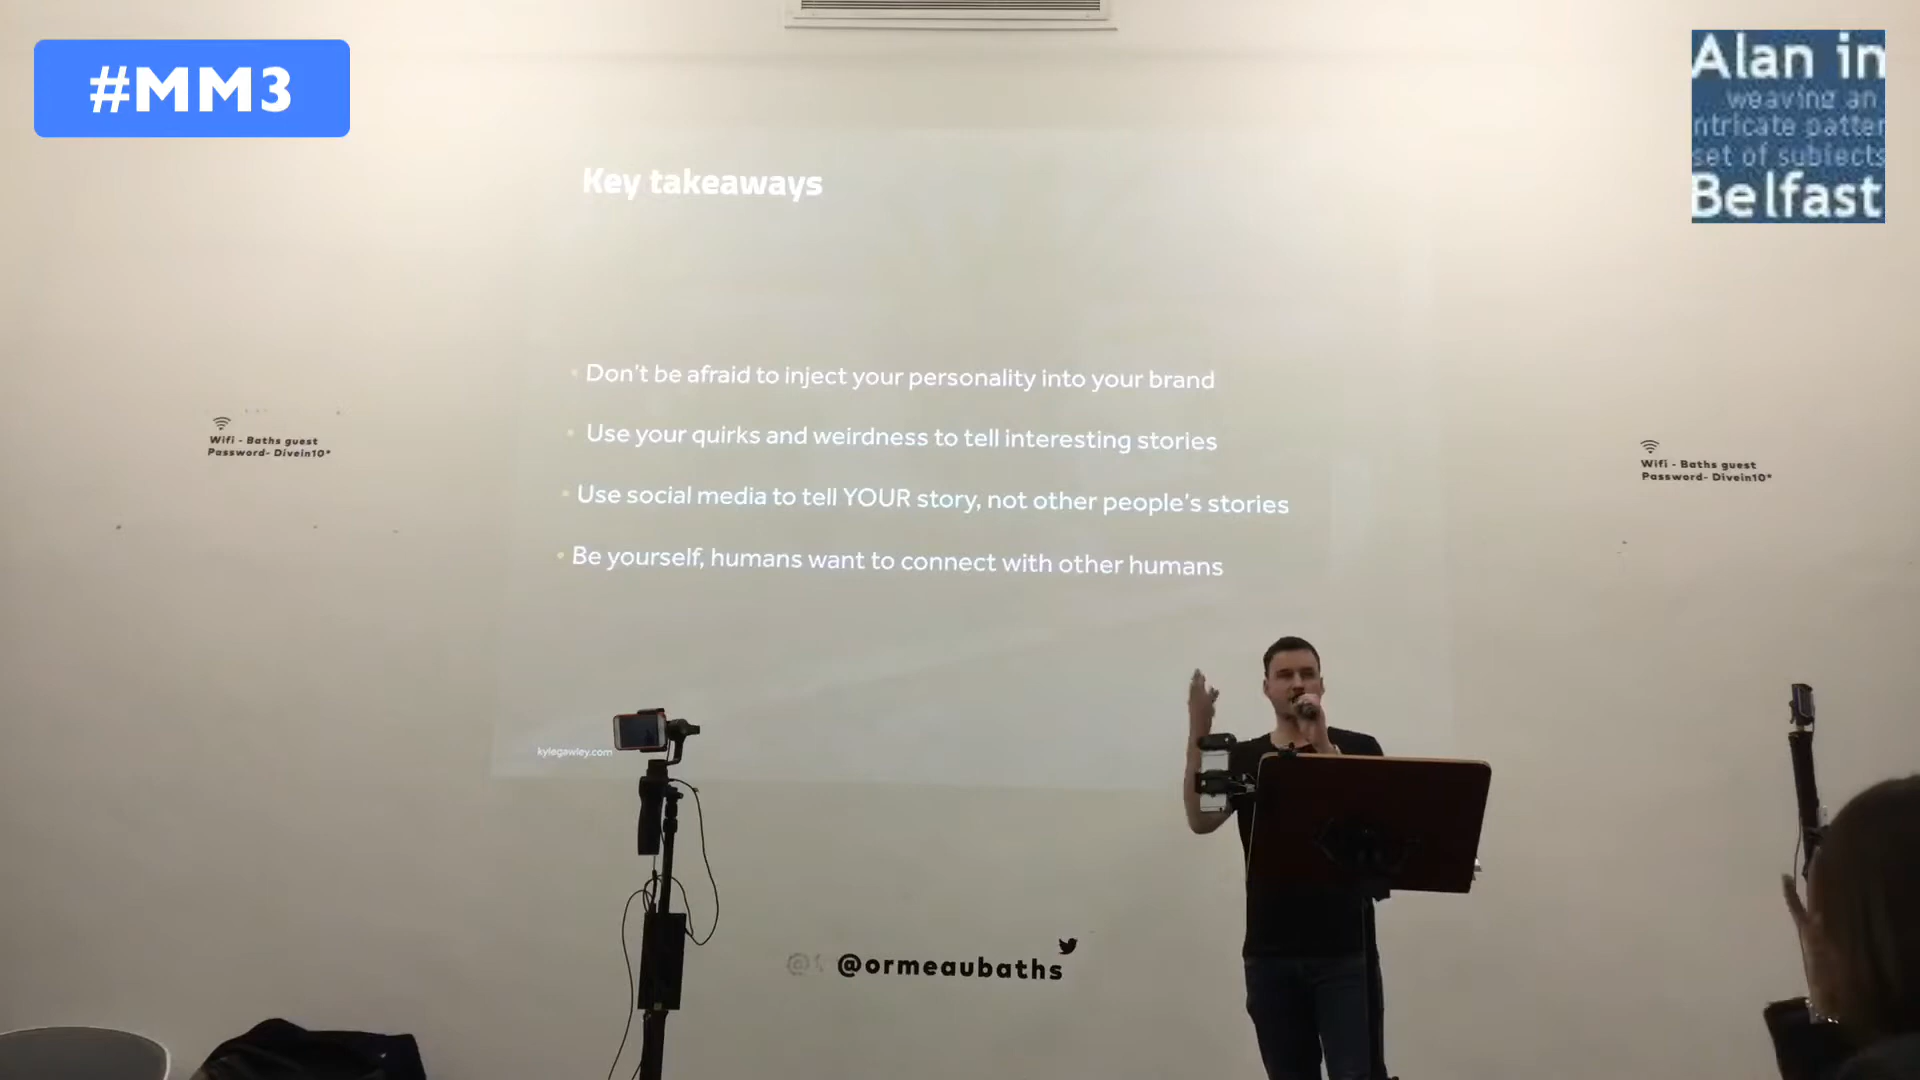 #MM3
Alan in
weaving an
ntricate patter
set of subjects
Belfast
Key takeaways
Don't be afraid to inject your personality into your brand
Use your quirks and weirdness to tell interesting stories
Use social media to tell YOUR story, not other people's stories
Be yourself, humans want to connect with other humans
kylegawley.com
Wifi - Baths guest
Password- Divein10*
Wifi - Baths guest
Password- Divein10*
@ormeaubaths